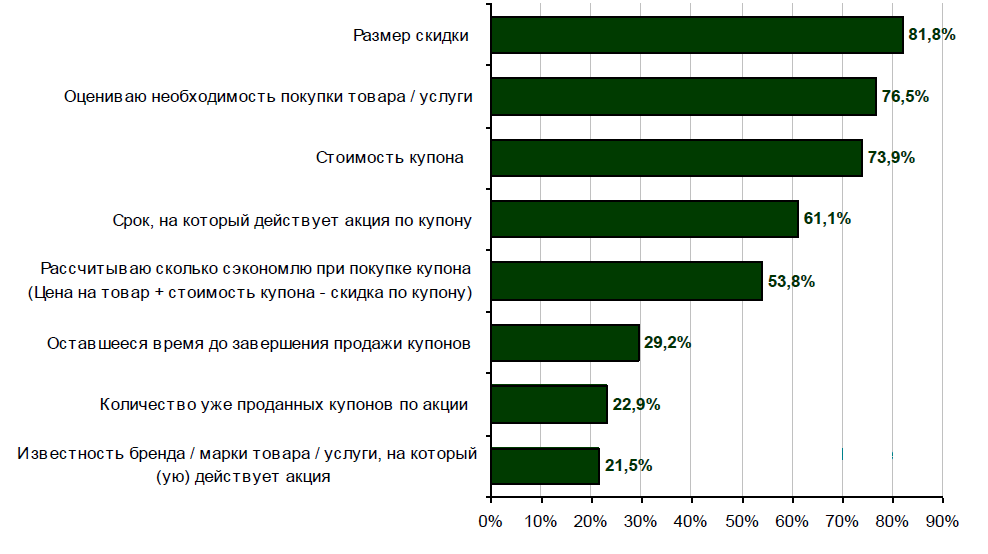 Размер скидки 81,8%
Оцениваю необходимость покупки товара / услуги 76,5%
Стоимость купона 73,9%
Срок, на который действует акция по купону 61,1%
Рассчитываю сколько сэкономлю при покупке купона
(Цена на товар + стоимость купона - скидка по купону) 53,8%
Оставшееся время до завершения продажи купонов 29,2%
Количество уже проданных купонов по акции 22,9%
Известность бренда / марки товара / услуги, на который
(ую) действует акция 21,5%
0% 10% 20% 30% 40% 50% 60% 70% 80% 90%